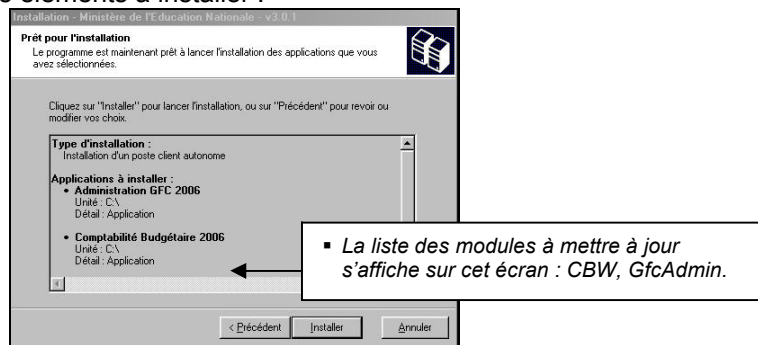 éléments à installer :
Installation - Ministère de l'Education Nationale - v3.0.1
Prêt pour l'installation
Le programme est maintenant prêt à lancer l'installation des applications que vous
avez sélectionnées.
Cliquez sur "Installer" pour lancer l'installation, ou sur "Précédent" pour revoir ou
modifier vos choix.
Type d'installation :
Installation d'un poste client autonome
Applications à installer :
• Administration GFC 2006
Unité : C:\
Détail : Application
• Comptabilité Budgétaire 2006
Unité : C:\
Détail : Application
▪ La liste des modules à mettre à jour
s'affiche sur cet écran : CBW, GfcAdmin.
< Précédent
Installer
Annuler